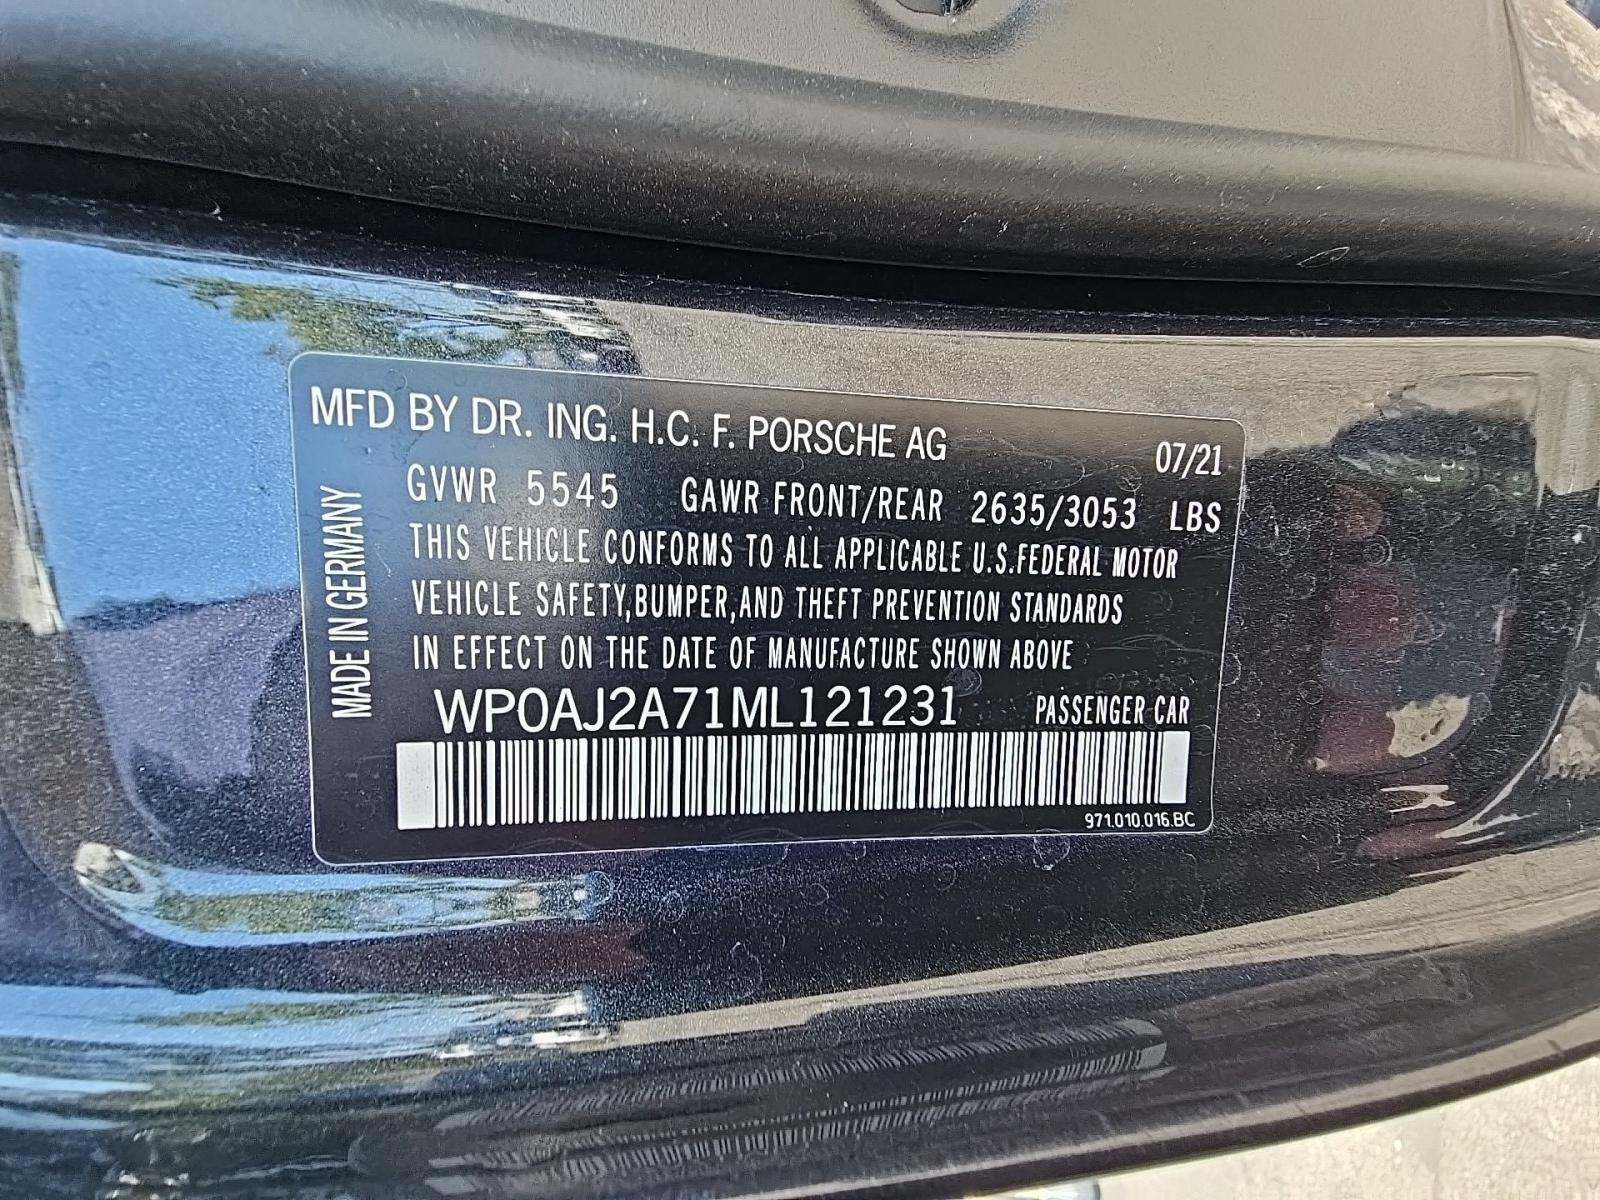 MFD BY DR. ING. H.C. F. PORSCHE AG 07/21
GVWR 5545 GAWR FRONT/REAR 2635/3053 LBS
THIS VEHICLE CONFORMS TO ALL APPLICABLE U.S.FEDERAL MOTOR
VEHICLE SAFETY,BUMPER,AND THEFT PREVENTION STANDARDS
IN EFFECT ON THE DATE OF MANUFACTURE SHOWN ABOVE
WP0AJ2A71ML121231 PASSENGER CAR
971.010.016.BC
MADE IN GERMANY